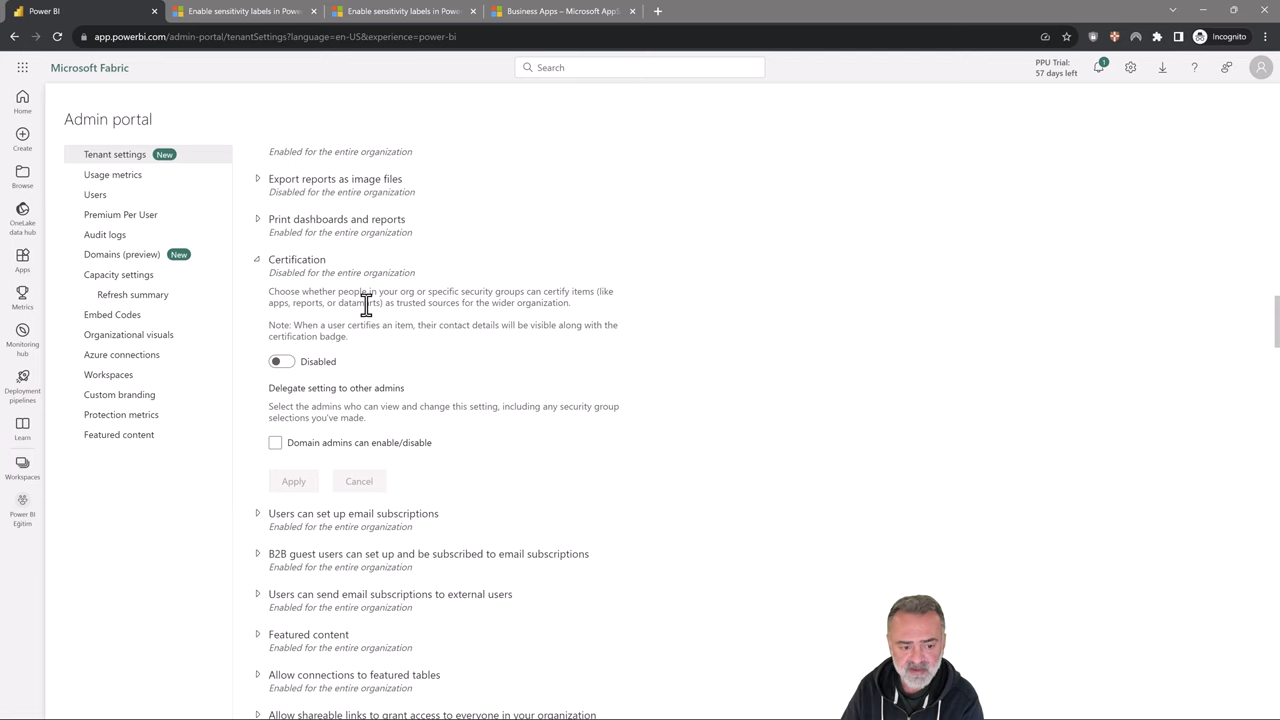 Power BI
Enable sensitivity labels in Powe
Enable sensitivity labels in Powe
Business Apps – Microsoft AppS
app.powerbi.com/admin-portal/tenantSettings?language=en-US&experience=power-bi
Incognito
Microsoft Fabric
Search
PPU Trial:
57 days left
1
Home
Create
Browse
OneLake
data hub
Apps
Metrics
Monitoring
hub
Deployment
pipelines
Learn
Workspaces
Power BI
Eğitim
Admin portal
Tenant settings New
Usage metrics
Users
Premium Per User
Audit logs
Domains (preview) New
Capacity settings
Refresh summary
Embed Codes
Organizational visuals
Azure connections
Workspaces
Custom branding
Protection metrics
Featured content
Enabled for the entire organization
Export reports as image files
Disabled for the entire organization
Print dashboards and reports
Enabled for the entire organization
Certification
Disabled for the entire organization
Choose whether people in your org or specific security groups can certify items (like
apps, reports, or datamarts) as trusted sources for the wider organization.
Note: When a user certifies an item, their contact details will be visible along with the
certification badge.
Disabled
Delegate setting to other admins
Select the admins who can view and change this setting, including any security group
selections you've made.
Domain admins can enable/disable
Apply Cancel
Users can set up email subscriptions
Enabled for the entire organization
B2B guest users can set up and be subscribed to email subscriptions
Enabled for the entire organization
Users can send email subscriptions to external users
Enabled for the entire organization
Featured content
Enabled for the entire organization
Allow connections to featured tables
Enabled for the entire organization
Allow shareable links to grant access to everyone in your organization